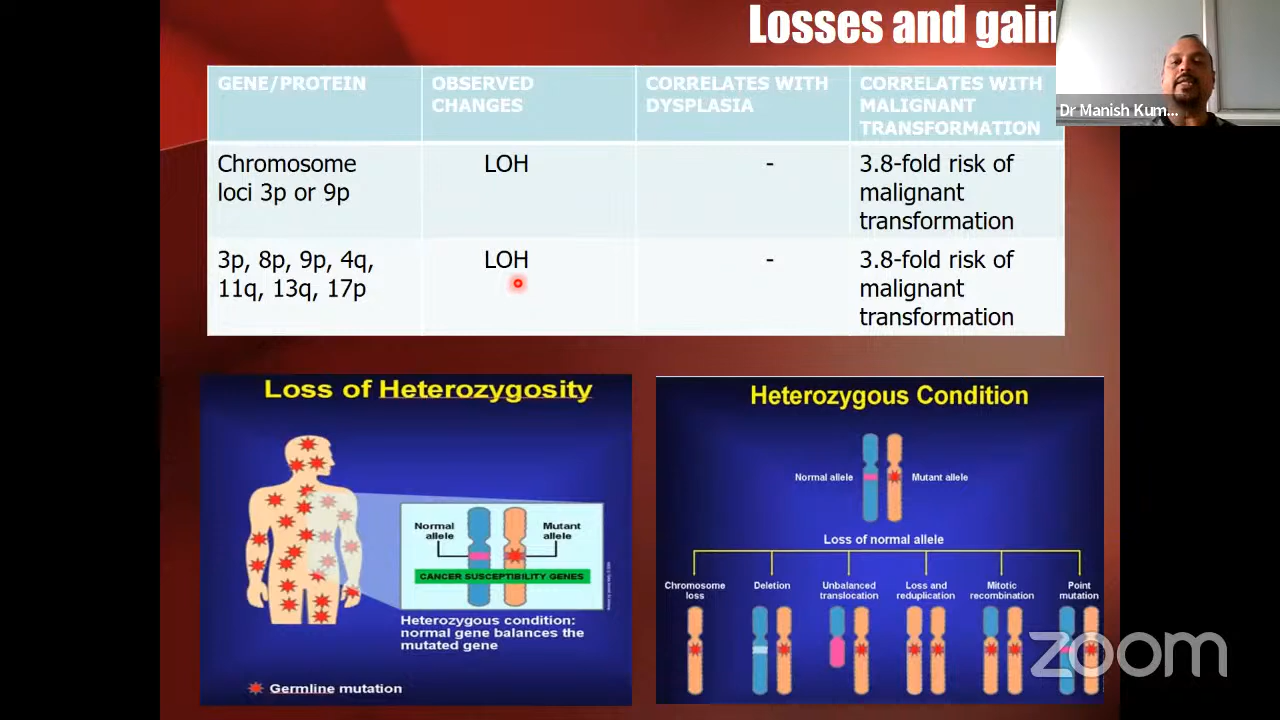 Losses and gain
Dr Manish Kum...
GENE/PROTEIN
OBSERVED
CHANGES
CORRELATES WITH
DYSPLASIA
CORRELATES WITH
MALIGNANT
TRANSFORMATION
Chromosome
loci 3p or 9p
LOH
-
3.8-fold risk of
malignant
transformation
3p, 8p, 9p, 4q,
11q, 13q, 17p
LOH
-
3.8-fold risk of
malignant
transformation
Loss of Heterozygosity
Normal
allele
Mutant
allele
CANCER SUSCEPTIBILITY GENES
Heterozygous condition:
normal gene balances the
mutated gene
Germline mutation
Heterozygous Condition
Normal allele
Mutant allele
Loss of normal allele
Chromosome
loss
Deletion
Unbalanced
translocation
Loss and
reduplication
Mitotic
recombination
Point
mutation
zoom